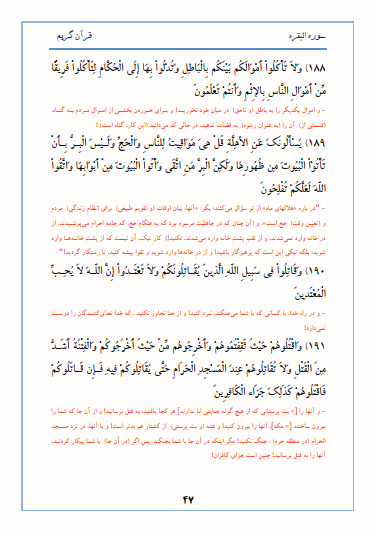 سوره البقره
قرآن کریم
۱۸۸) وَلاَ تَأْكُلُواْ أَمْوَالَكُم بَيْنَكُم بِالْبَاطِلِ وَتُدْلُواْ بِهَا إِلَى الْحُكَّامِ لِتَأْكُلُواْ فَرِيقًا
مِّنْ أَمْوَالِ النَّاسِ بِالإِثْمِ وَأَنتُمْ تَعْلَمُونَ
- و اموال یکدیگر را به باطل (و ناحق) در میان خود نخورید! و برای خوردن بخشی از اموال مردم به گناه،
(قسمتی از) آن را (به عنوان رشوه) به قضات ندهید، در حالی که می‌دانید (این کار، گناه است)!
۱۸۹) يَسْأَلُونَكَ عَنِ الأهِلَّةِ قُلْ هِيَ مَوَاقِيتُ لِلنَّاسِ وَالْحَجِّ وَلَيْسَ الْبِرُّ بِأَنْ
تَأْتُوْاْ الْبُيُوتَ مِن ظُهُورِهَا وَلَكِنَّ الْبِرَّ مَنِ اتَّقَى وَأْتُواْ الْبُيُوتَ مِنْ أَبْوَابِهَا وَاتَّقُواْ
اللّهَ لَعَلَّكُمْ تُفْلِحُونَ
- "در باره «هلالهای ماه» از تو سؤال می‌کنند؛ بگو: «آنها، بیان اوقات (و تقویم طبیعی) برای (نظام زندگی) مردم
و (تعیین وقت) حج است». و (آن چنان که در جاهلیّت مرسوم بود که به هنگام حج، که جامه احرام می‌پوشیدند، از
در خانه وارد نمی‌شدند، و از نقب پشت خانه وارد می‌شدند، نکنید!) کار نیک، آن نیست که از پشت خانه‌ها وارد
شوید؛ بلکه نیکی این است که پرهیزگار باشید! و از در خانه‌ها وارد شوید و تقوا پیشه کنید، تا رستگار گردید!"
۱۹۰) وَقَاتِلُواْ فِي سَبِيلِ اللّهِ الَّذِينَ يُقَاتِلُونَكُمْ وَلاَ تَعْتَدُواْ إِنَّ اللّهَ لاَ يُحِبِّ
الْمُعْتَدِينَ
- و در راه خدا، با کسانی که با شما می‌جنگند، نبرد کنید! و از حدّ تجاوز نکنید ، که خدا تعدّی‌کنندگان را دوست
نمی‌دارد!
۱۹۱) وَاقْتُلُوهُمْ حَيْثُ ثَقِفْتُمُوهُمْ وَأَخْرِجُوهُم مِّنْ حَيْثُ أَخْرَجُوكُمْ وَالْفِتْنَةُ أَشَدُّ
مِنَ الْقَتْلِ وَلاَ تُقَاتِلُوهُمْ عِندَ الْمَسْجِدِ الْحَرَامِ حَتَّى يُقَاتِلُوكُمْ فِيهِ فَإِن قَاتَلُوكُمْ
فَاقْتُلُوهُمْ كَذَلِكَ جَزَاء الْكَافِرِينَ
- و آنها را [= بت پرستانی که از هیچ گونه جنایتی ابا ندارند] هر کجا یافتید، به قتل برسانید! و از آن جا که شما را
بیرون ساختند [= مکه]، آنها را بیرون کنید! و فتنه (و بت پرستی) از کشتار هم بدتر است! و با آنها، در نزد مسجد
الحرام (در منطقه حرم)، جنگ نکنید! مگر اینکه در آن جا با شما بجنگند. پس اگر (در آن جا) با شما پیکار کردند،
آنها را به قتل برسانید! چنین است جزای کافران!
۴۷